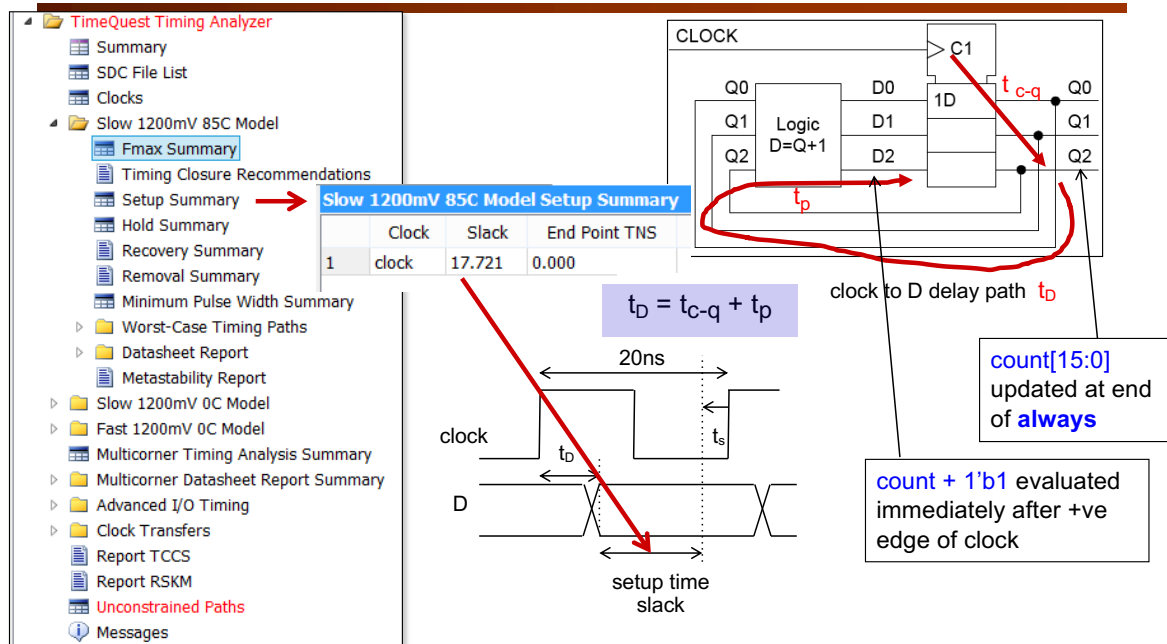 TimeQuest Timing Analyzer
Summary
SDC File List
Clocks
Slow 1200mV 85C Model
Fmax Summary
Timing Closure Recommendations
Setup Summary
Hold Summary
Recovery Summary
Removal Summary
Minimum Pulse Width Summary
Worst-Case Timing Paths
Datasheet Report
Metastability Report
Slow 1200mV 0C Model
Fast 1200mV 0C Model
Multicorner Timing Analysis Summary
Multicorner Datasheet Report Summary
Advanced I/O Timing
Clock Transfers
Report TCCS
Report RSKM
Unconstrained Paths
Messages
Slow 1200mV 85C Model Setup Summary
Clock Slack End Point TNS
1 clock 17.721 0.000
CLOCK
C1
t c-q
Q0 D0 1D Q0
Q1 D1 Q1
Logic
D=Q+1
Q2 D2 Q2
tp
clock to D delay path tD
tD = tc-q + tp
20ns
clock
ts
tD
D
setup time
slack
count[15:0]
updated at end
of always
count + 1'b1 evaluated
immediately after +ve
edge of clock